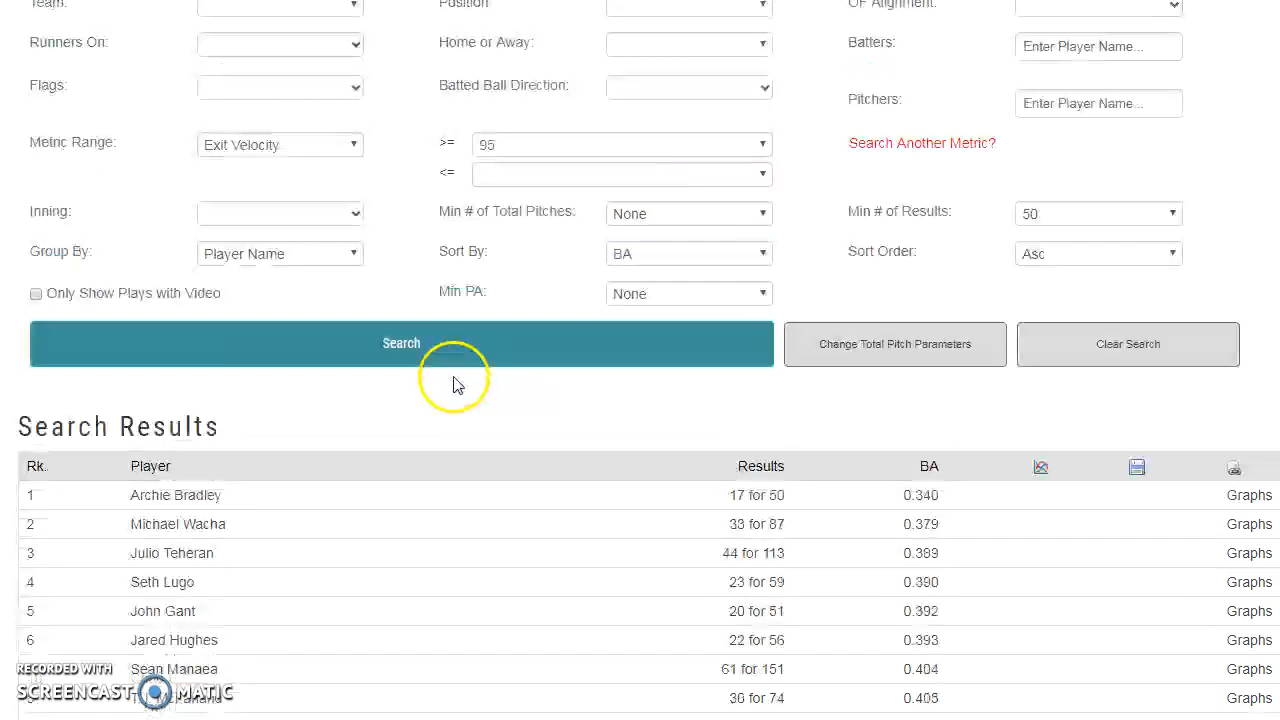 Team: Position OF Alignment:
Runners On: Home or Away: Batters: Enter Player Name...
Flags: Batted Ball Direction:
Pitchers: Enter Player Name...
Metric Range: Exit Velocity >= 95 Search Another Metric?
<=
Inning: Min # of Total Pitches: None Min # of Results: 50
Group By: Player Name Sort By: BA Sort Order: Asc
Only Show Plays with Video Min PA: None
Search Change Total Pitch Parameters Clear Search
Search Results
Rk. Player Results BA
1 Archie Bradley 17 for 50 0.340 Graphs
2 Michael Wacha 33 for 87 0.379 Graphs
3 Julio Teheran 44 for 113 0.389 Graphs
4 Seth Lugo 23 for 59 0.390 Graphs
5 John Gant 20 for 51 0.392 Graphs
6 Jared Hughes 22 for 56 0.393 Graphs
Sean Manaea 61 for 151 0.404 Graphs
30 for 74 0.405 Graphs
RECORDED WITH
SCREENCAST-O-MATIC